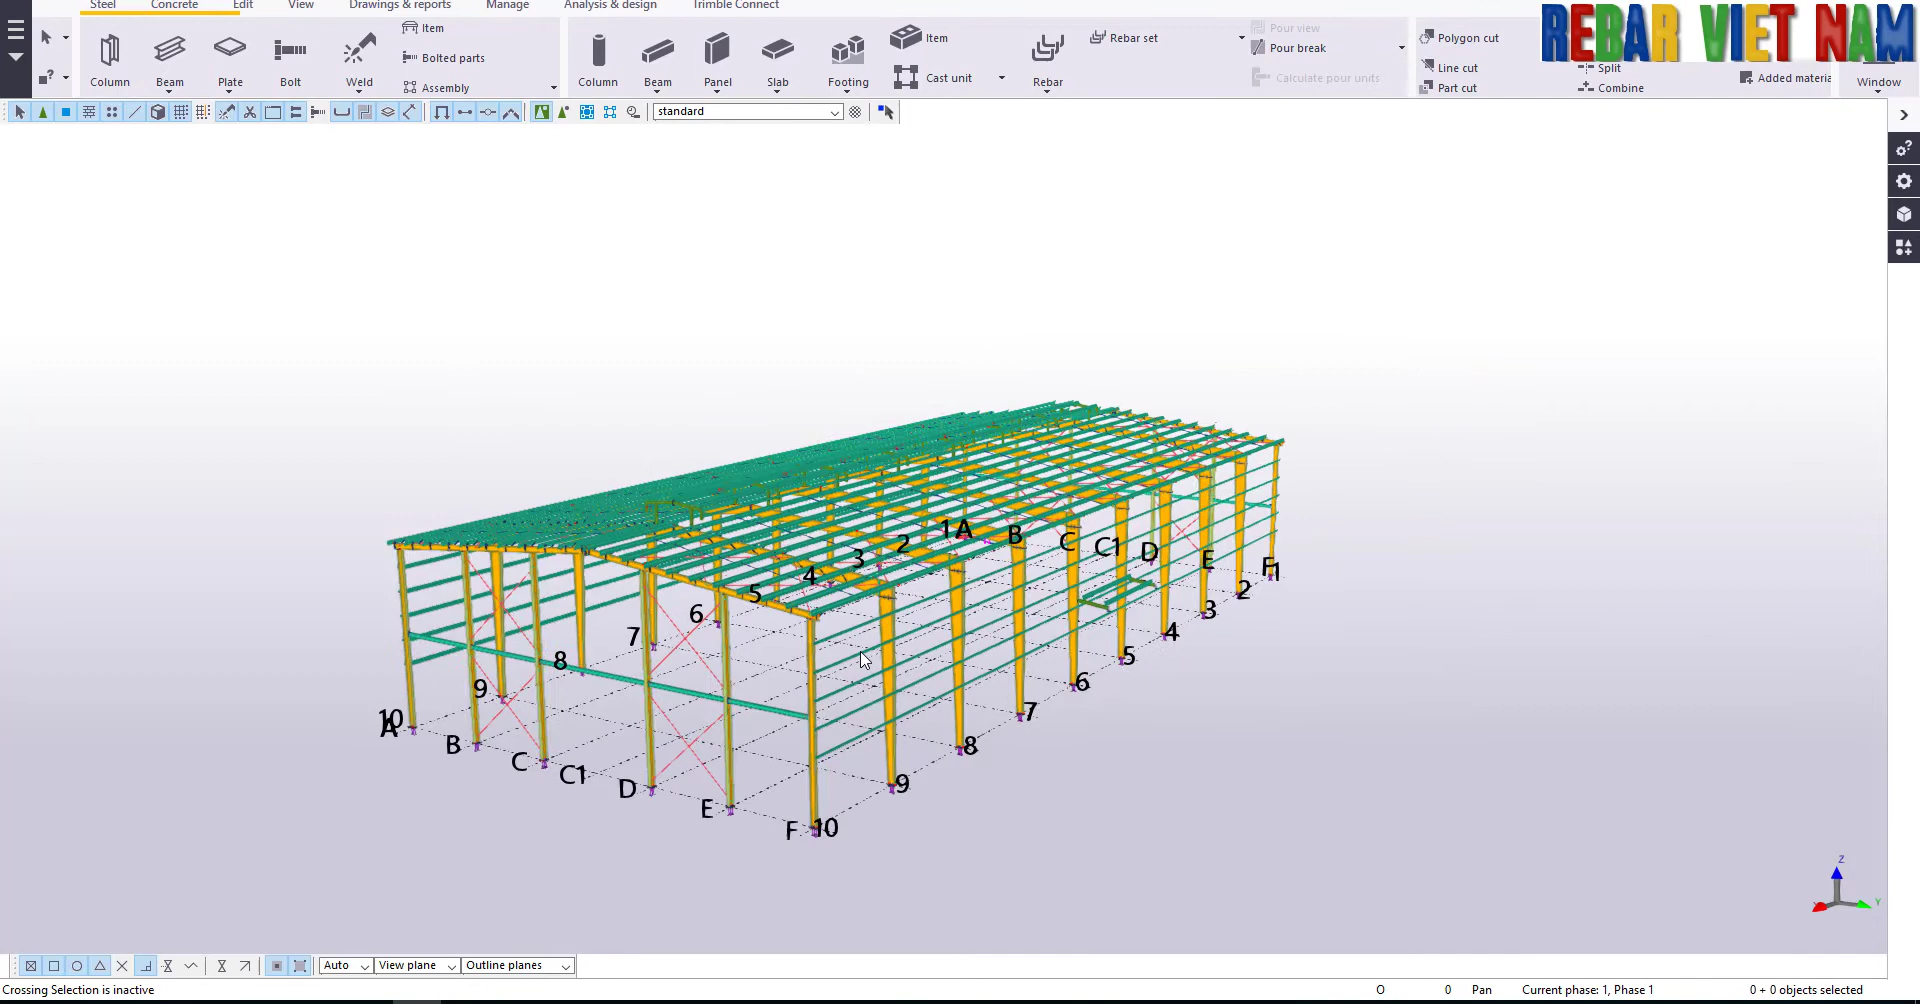 Steel Concrete Edit View Drawings & reports Manage Analysis & design Trimble Connect
REBAR VIET NAM
Column
Beam
Plate
Bolt
Weld
Item
Bolted parts
Assembly
Column
Beam
Panel
Slab
Footing
Item
Cast unit
Rebar
Rebar set
Pour view
Pour break
Calculate pour units
Polygon cut
Line cut
Part cut
Split
Combine
Added materia
Window
standard
1 A B C C1 D E F 1
2 3 4 5 6 7 8 9 10
2
3
4
5
6
7
8
9
A B C C1 D E F 10
Z
Y
Auto View plane Outline planes
Crossing Selection is inactive
O 0 Pan Current phase: 1, Phase 1 0 + 0 objects selected